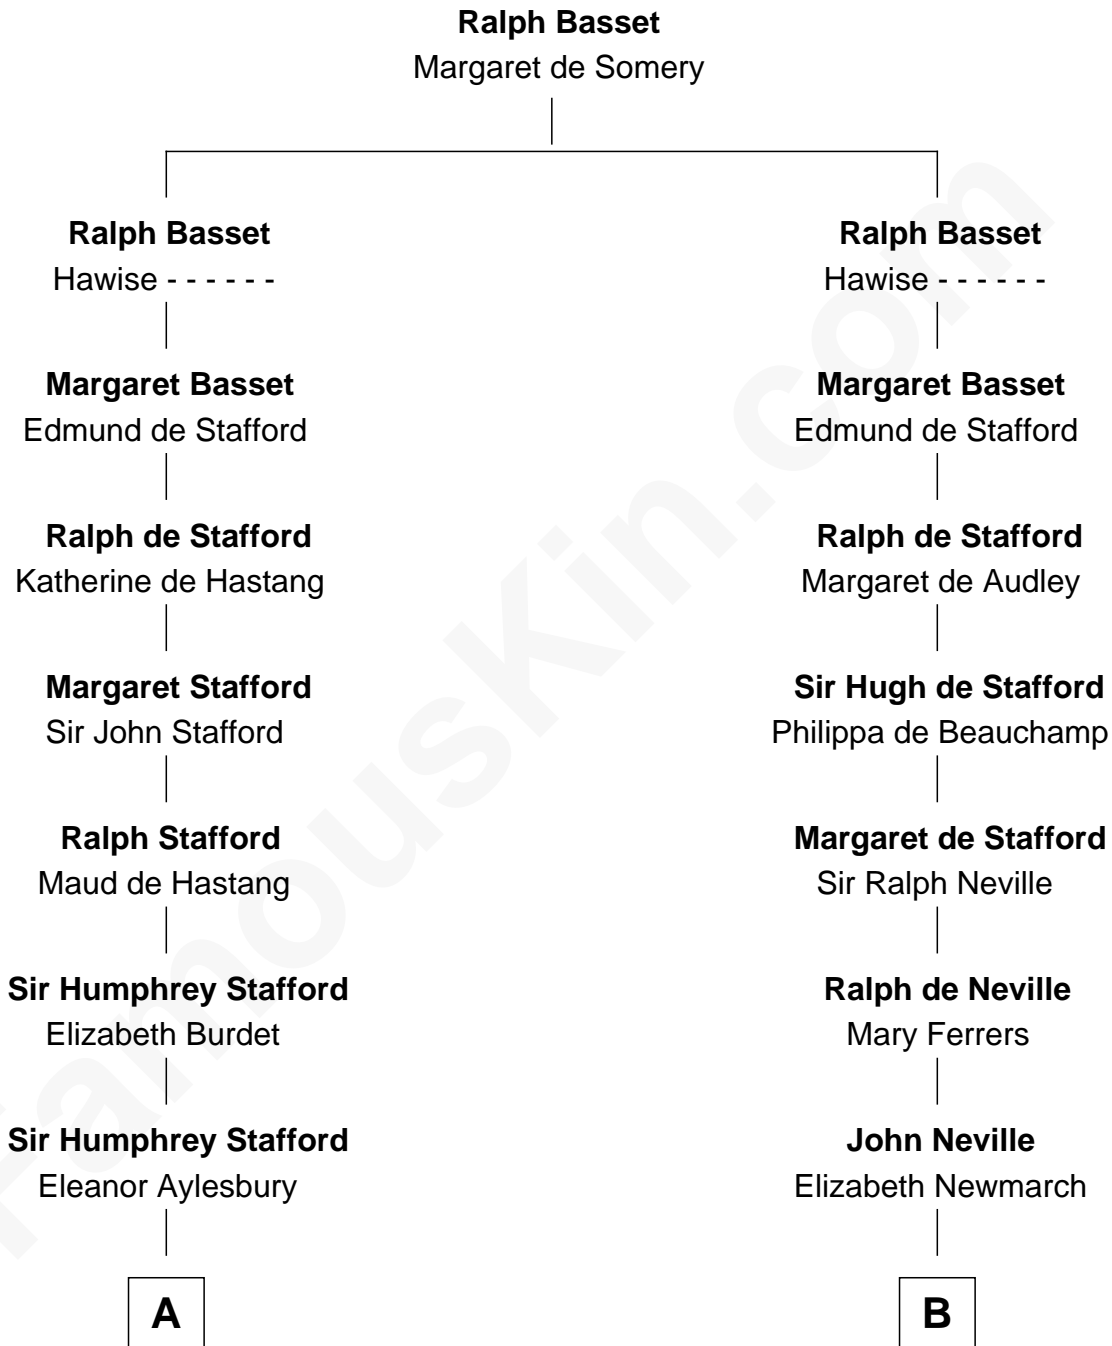 Ralph Basset
Margaret de Somery
Ralph Basset
Hawise - - - - - -
Ralph Basset
Hawise - - - - - -
Margaret Basset
Edmund de Stafford
Margaret Basset
Edmund de Stafford
Ralph de Stafford
Katherine de Hastang
Ralph de Stafford
Margaret de Audley
Margaret Stafford
Sir John Stafford
Sir Hugh de Stafford
Philippa de Beauchamp
Ralph Stafford
Maud de Hastang
Margaret de Stafford
Sir Ralph Neville
Sir Humphrey Stafford
Elizabeth Burdet
Ralph de Neville
Mary Ferrers
Sir Humphrey Stafford
Eleanor Aylesbury
John Neville
Elizabeth Newmarch
A
B
FamousKin.com